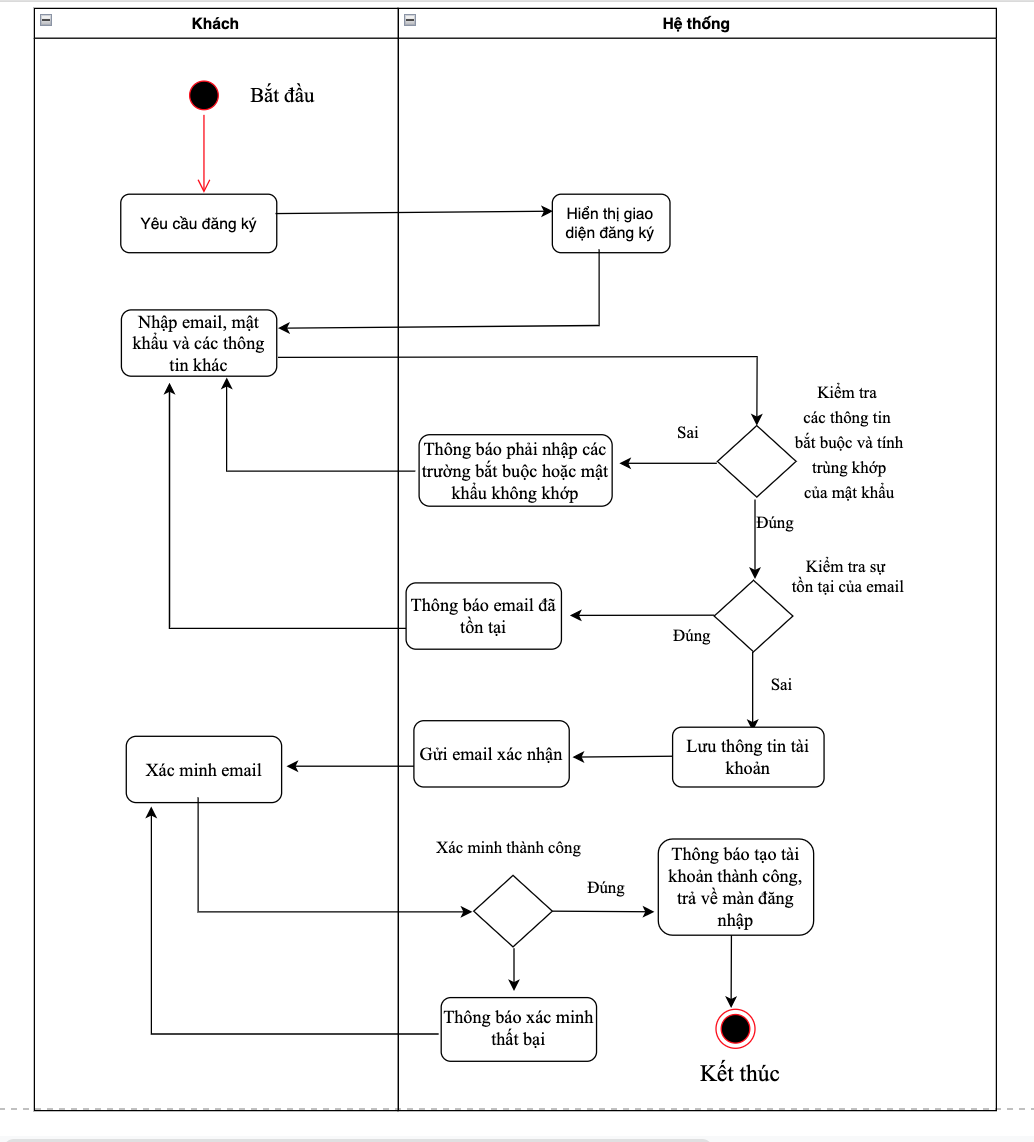 Khách
Hệ thống
Bắt đầu
Yêu cầu đăng ký
Hiển thị giao
diện đăng ký
Nhập email, mật
khẩu và các thông
tin khác
Kiểm tra
các thông tin
bắt buộc và tính
trùng khớp
của mật khẩu
Sai
Thông báo phải nhập các
trường bắt buộc hoặc mật
khẩu không khớp
Đúng
Kiểm tra sự
tồn tại của email
Thông báo email đã
tồn tại
Đúng
Sai
Lưu thông tin tài
khoản
Gửi email xác nhận
Xác minh email
Xác minh thành công
Đúng
Thông báo tạo tài
khoản thành công,
trả về màn đăng
nhập
Thông báo xác minh
thất bại
Kết thúc